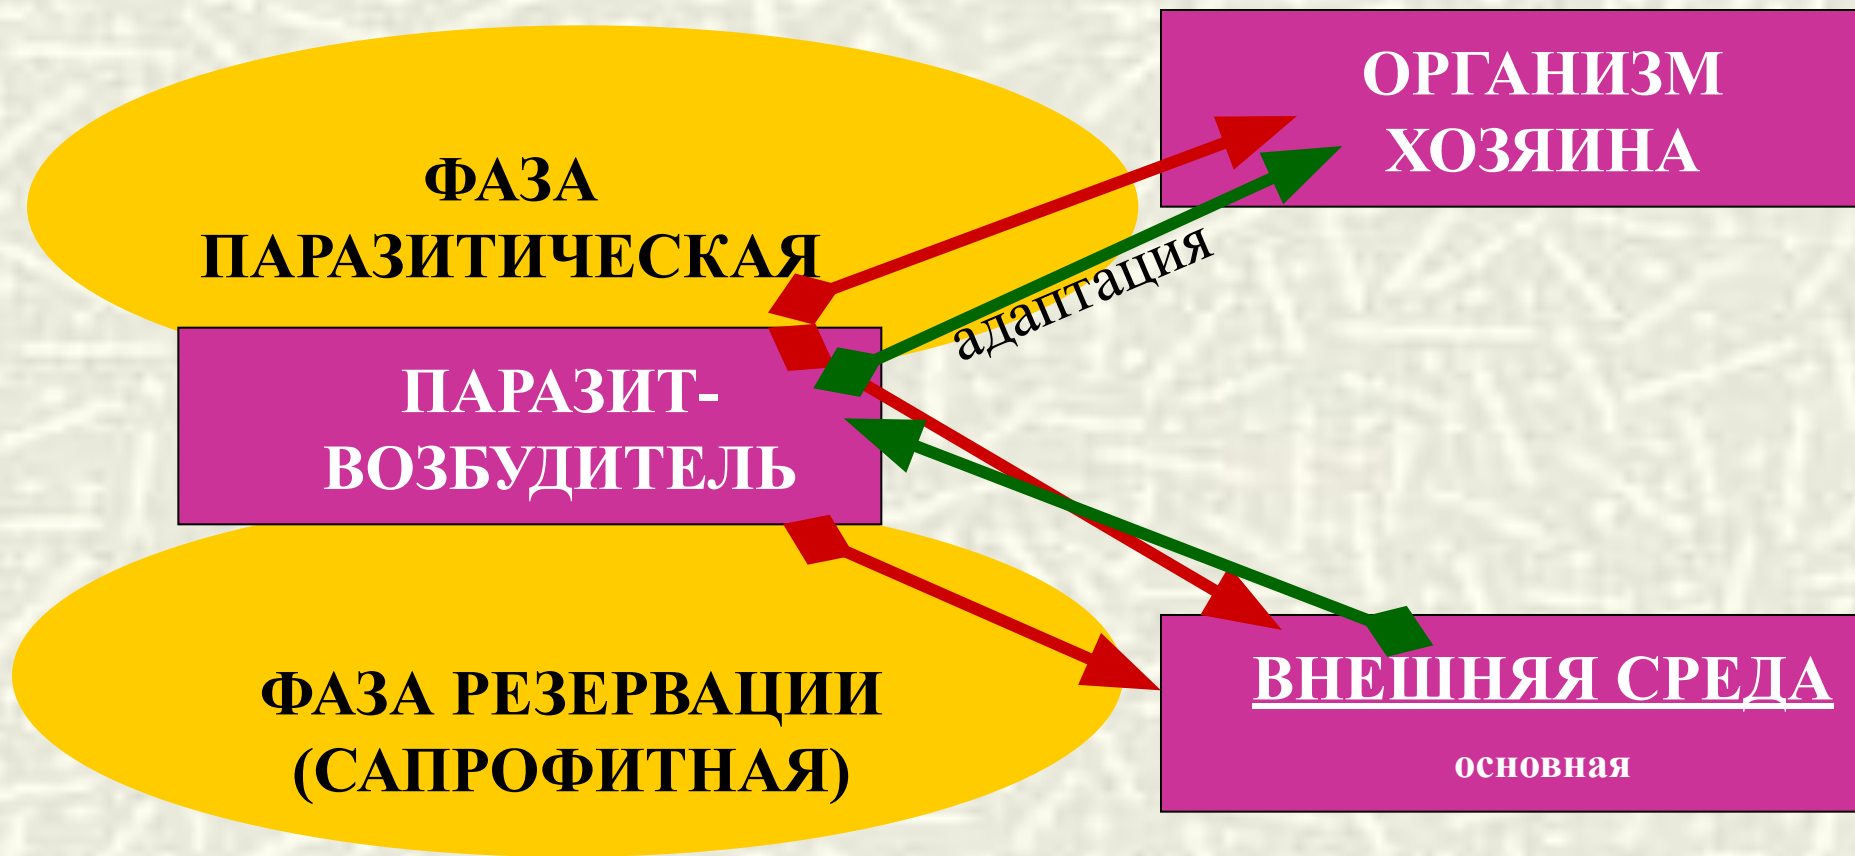 ФАЗА
ПАРАЗИТИЧЕСКАЯ
ОРГАНИЗМ
ХОЗЯИНА
адаптация
ПАРАЗИТ-
ВОЗБУДИТЕЛЬ
ФАЗА РЕЗЕРВАЦИИ
(САПРОФИТНАЯ)
ВНЕШНЯЯ СРЕДА
основная